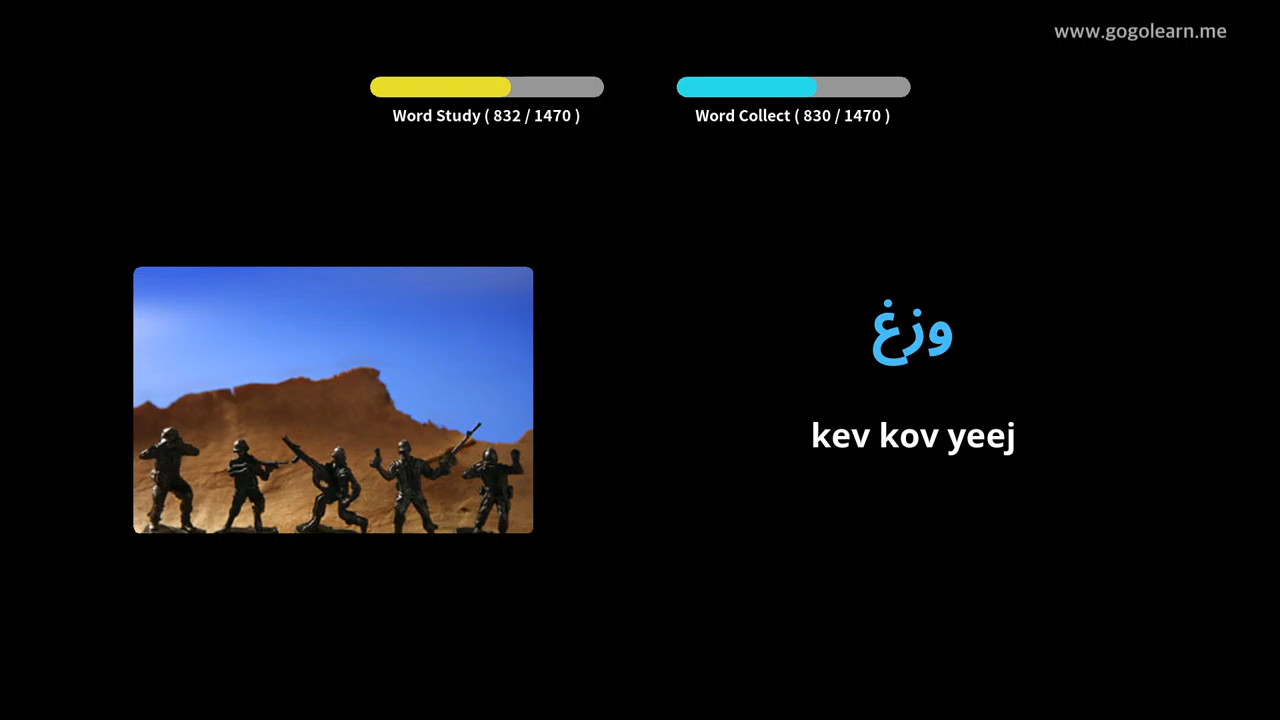 www.gogolearn.me
Word Study ( 832 / 1470 )
Word Collect ( 830 / 1470 )
وزغ
kev kov yeej